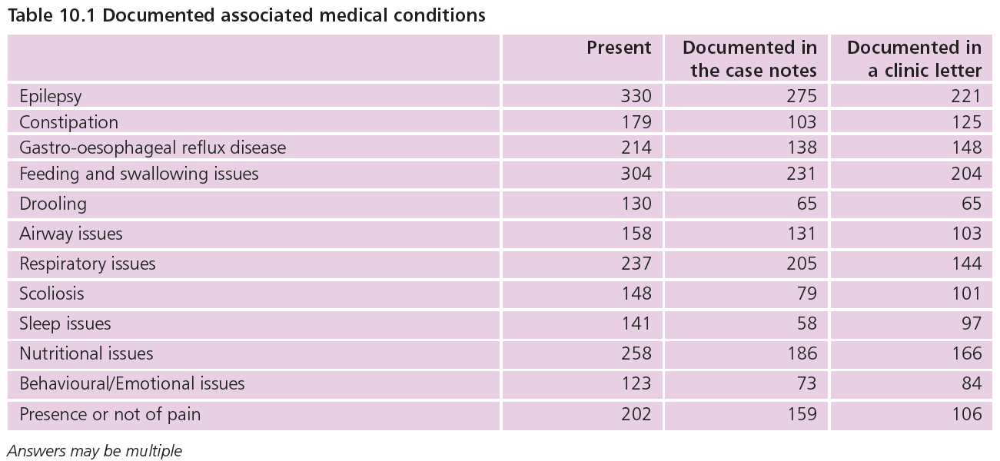 Table 10.1 Documented associated medical conditions
Present Documented in Documented in
the case notes a clinic letter
Epilepsy 330 275 221
Constipation 179 103 125
Gastro-oesophageal reflux disease 214 138 148
Feeding and swallowing issues 304 231 204
Drooling 130 65 65
Airway issues 158 131 103
Respiratory issues 237 205 144
Scoliosis 148 79 101
Sleep issues 141 58 97
Nutritional issues 258 186 166
Behavioural/Emotional issues 123 73 84
Presence or not of pain 202 159 106
Answers may be multiple